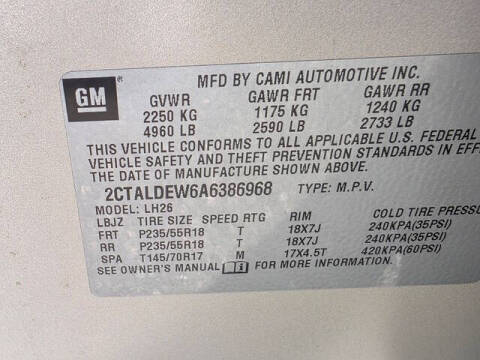 GM
MFD BY CAMI AUTOMOTIVE INC.
GVWR GAWR FRT GAWR RR
2250 KG 1175 KG 1240 KG
4960 LB 2590 LB 2733 LB
THIS VEHICLE CONFORMS TO ALL APPLICABLE U.S. FEDERAL
VEHICLE SAFETY AND THEFT PREVENTION STANDARDS IN EFF
THE DATE OF MANUFACTURE SHOWN ABOVE.
2CTALDEW6A6386968 TYPE: M.P.V.
MODEL: LH26
LBJZ TIRE SIZE SPEED RTG RIM COLD TIRE PRESSU
FRT P235/55R18 T 18X7J 240KPA(35PSI)
RR P235/55R18 T 18X7J 240KPA(35PSI)
SPA T145/70R17 M 17X4.5T 420KPA(60PSI)
SEE OWNER'S MANUAL i FOR MORE INFORMATION.